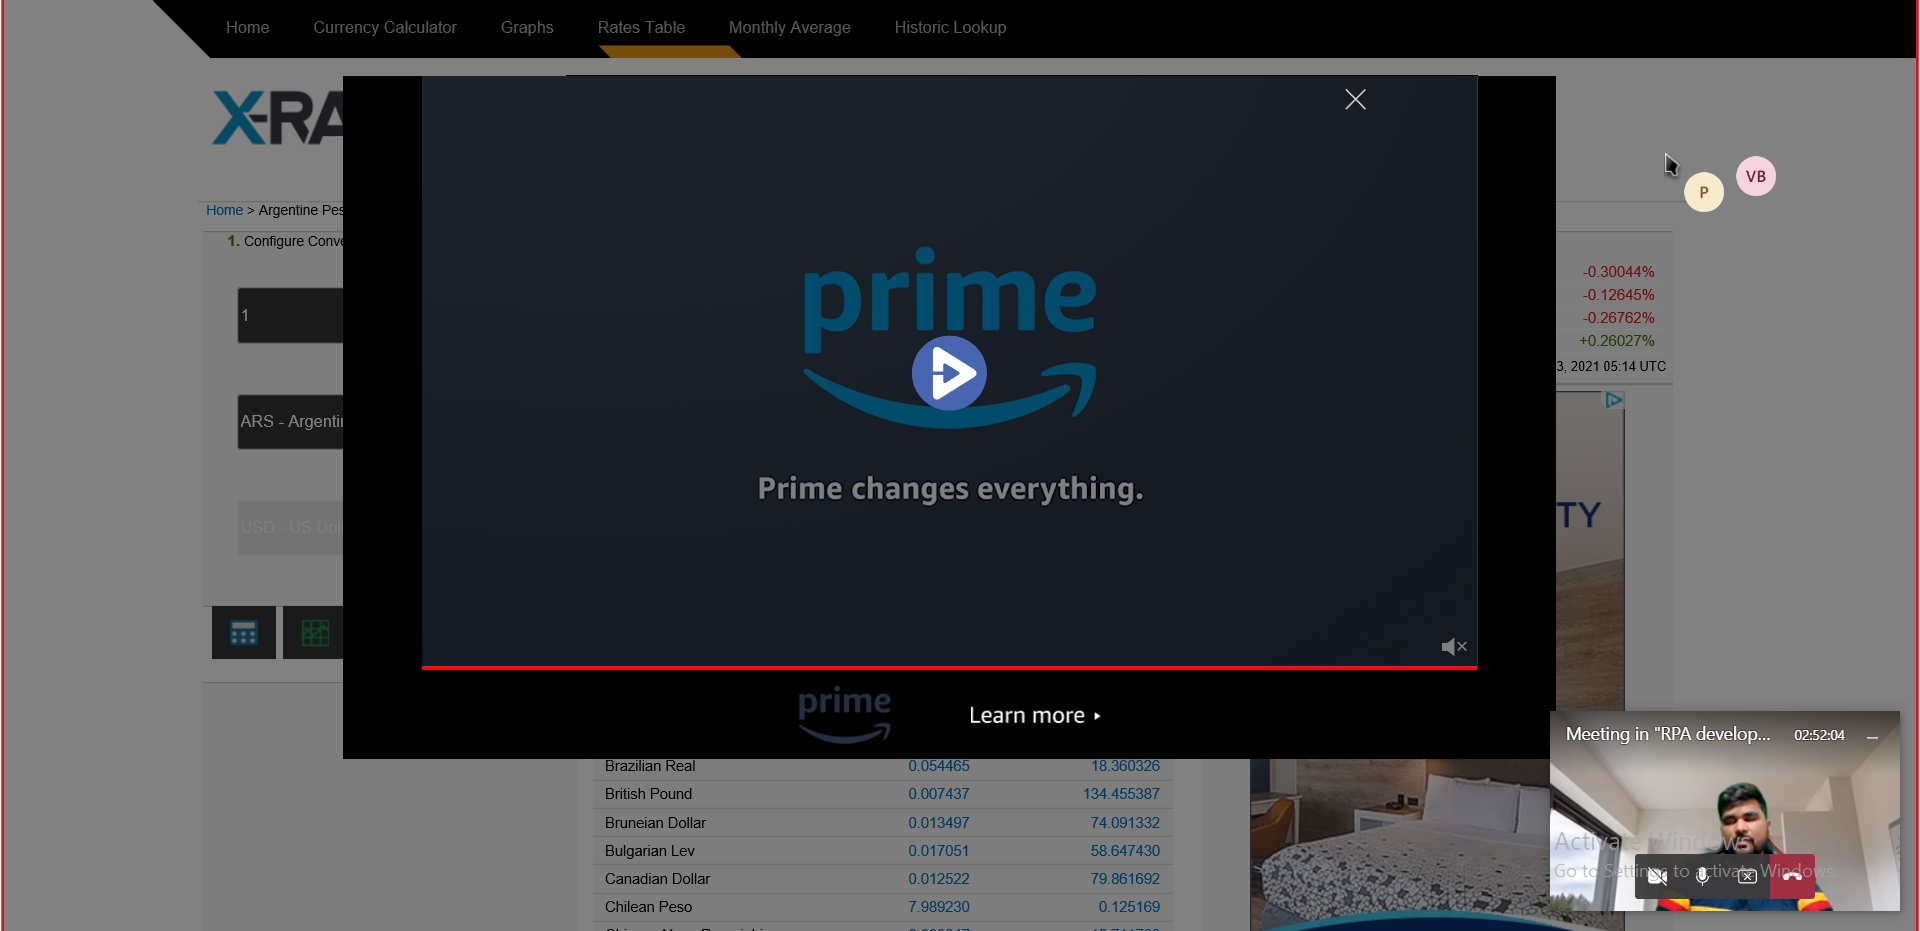 Home Currency Calculator Graphs Rates Table Monthly Average Historic Lookup
X-RA
P VB
Home > Argentine Pes
1. Configure Conve
1
ARS - Argentin
USD - US Dol
-0.30044%
-0.12645%
-0.26762%
+0.26027%
3, 2021 05:14 UTC
prime
Prime changes everything.
TY
prime
Learn more
Brazilian Real 0.054465 18.360326
British Pound 0.007437 134.455387
Bruneian Dollar 0.013497 74.091332
Bulgarian Lev 0.017051 58.647430
Canadian Dollar 0.012522 79.861692
Chilean Peso 7.989230 0.125169
Meeting in "RPA develop... 02:52:04
Activate Windows
Go to Settings to activate Windows.